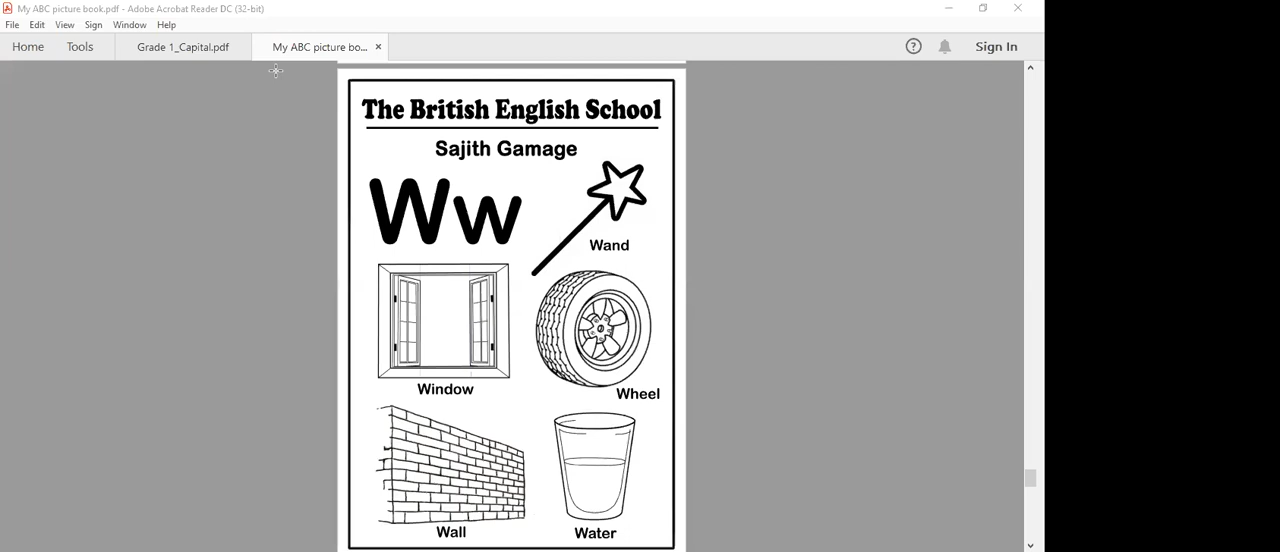 My ABC picture book.pdf - Adobe Acrobat Reader DC (32-bit)
File Edit View Sign Window Help
Home Tools Grade 1_Capital.pdf My ABC picture bo... × Sign In
The British English School
Sajith Gamage
Ww
Wand
Window
Wheel
Wall
Water